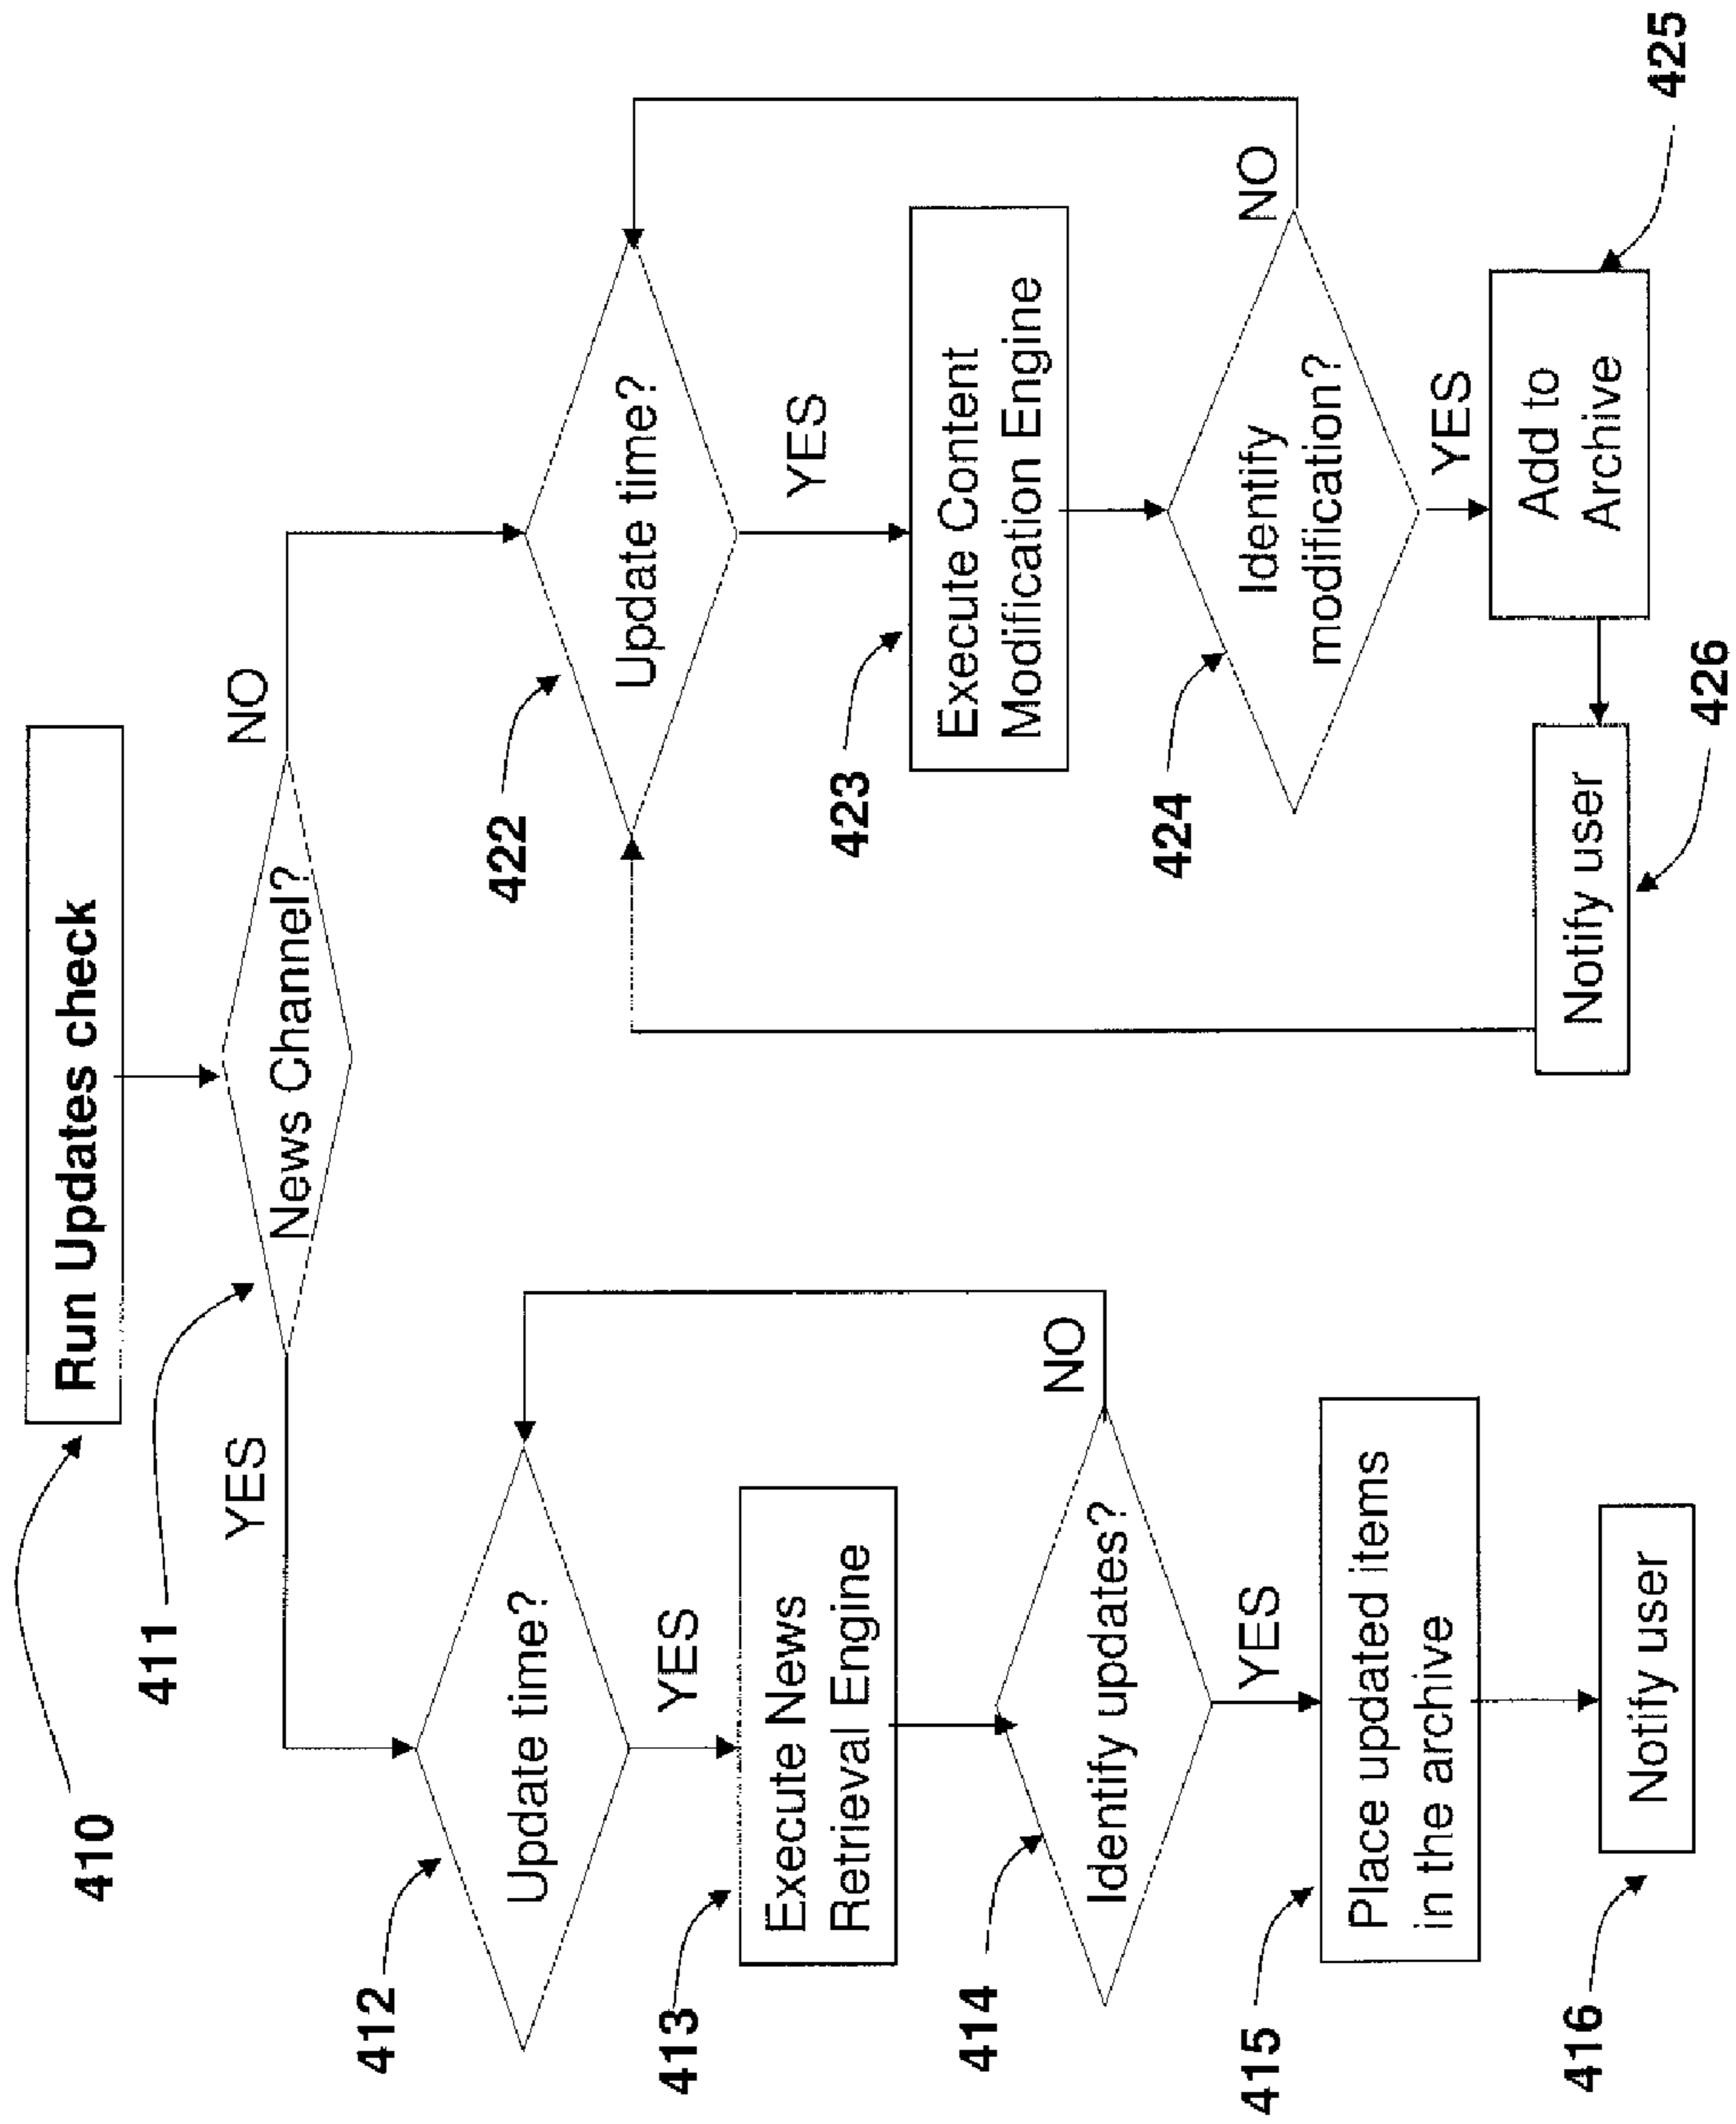 410
Run Updates check
411
News Channel?
YES
NO
412
Update time?
YES
413
Execute News
Retrieval Engine
414
Identify updates?
NO
YES
415
Place updated items
in the archive
416
Notify user
422
Update time?
YES
423
Execute Content
Modification Engine
424
Identify
modification?
NO
YES
Add to
Archive
425
Notify user
426